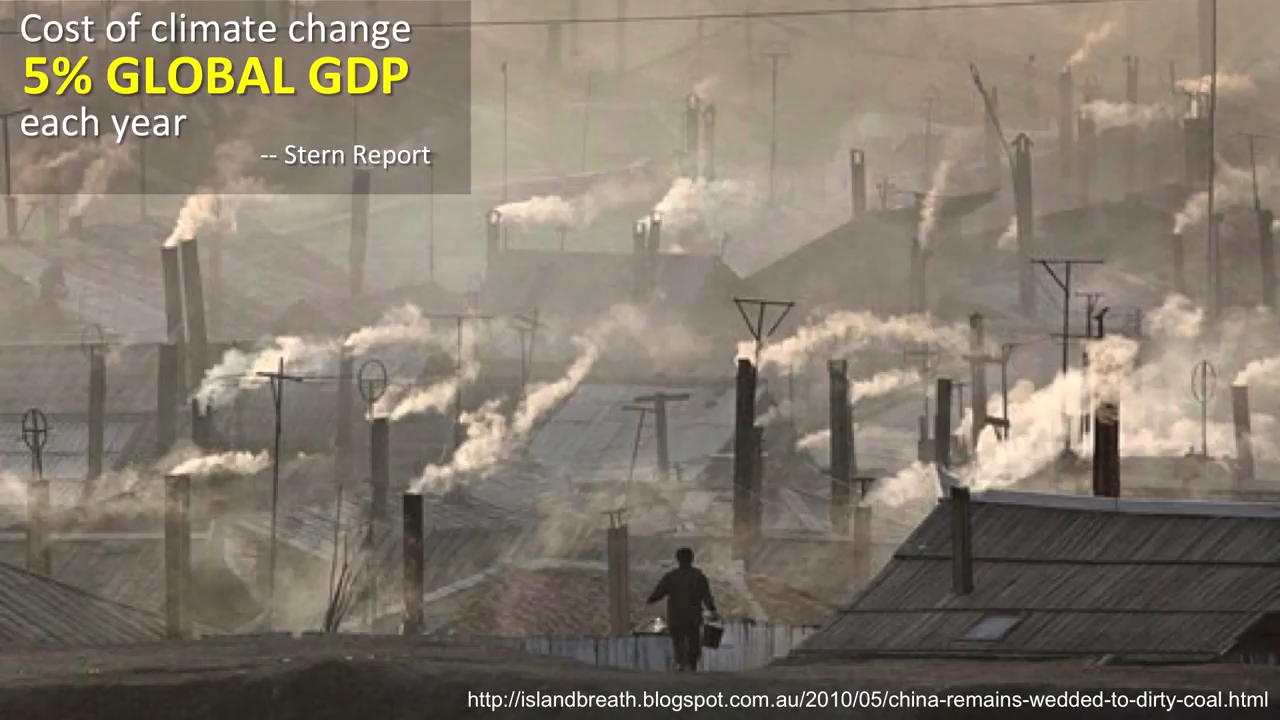 Cost of climate change
5% GLOBAL GDP
each year
-- Stern Report
http://islandbreath.blogspot.com.au/2010/05/china-remains-wedded-to-dirty-coal.html